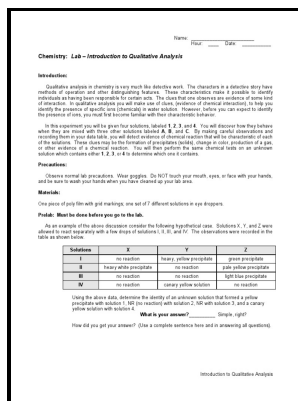 Name:
Hour: Date:
Chemistry: Lab – Introduction to Qualitative Analysis
Introduction:
Qualitative analysis in chemistry is very much like detective work. The characters in a detective story have
methods of operation and other distinguishing features. These characteristics make it possible to identify
individuals as having been responsible for certain acts. The clues that one observes are evidence of some kind
of interaction. In qualitative analysis you will make use of clues, (evidence of chemical interaction), to help you
identify the presence of specific ions (chemicals) in water solution. However, before you can expect to identify
the presence of ions, you must first become familiar with their characteristic behavior.
In this experiment you will be given four solutions, labeled 1, 2, 3, and 4. You will discover how they behave
when they are mixed with three other solutions labeled A, B, and C. By making careful observations and
recording them in your data table, you will detect evidence of chemical reaction that will be characteristic of each
of the solutions. These clues may be the formation of precipitates (solids), change in color, production of a gas,
or other evidence of a chemical reaction. You will then perform the same chemical tests on an unknown
solution which contains either 1, 2, 3, or 4 to determine which one it contains.
Precautions:
Observe normal lab precautions. Wear goggles. Do NOT touch your mouth, eyes, or face with your hands,
and be sure to wash your hands when you have cleaned up your lab area.
Materials:
One piece of poly film with grid markings; one set of 7 different solutions in eye droppers.
Prelab: Must be done before you go to the lab.
As an example of the above discussion consider the following hypothetical case. Solutions X, Y, and Z were
allowed to react separately with a few drops of solutions I, II, III, and IV. The observations were recorded in the
table as shown below.
Solutions X Y Z
I no reaction heavy, yellow precipitate green precipitate
II heavy white precipitate no reaction pale yellow precipitate
III no reaction no reaction light blue precipitate
IV no reaction canary yellow solution no reaction
Using the above data, determine the identity of an unknown solution that formed a yellow
precipitate with solution 1, NR (no reaction) with solution 2, NR with solution 3, and a canary
yellow solution with solution 4.
What is your answer? Simple, right?
How did you get your answer? (Use a complete sentence here and in answering all questions).
Introduction to Qualitative Analysis